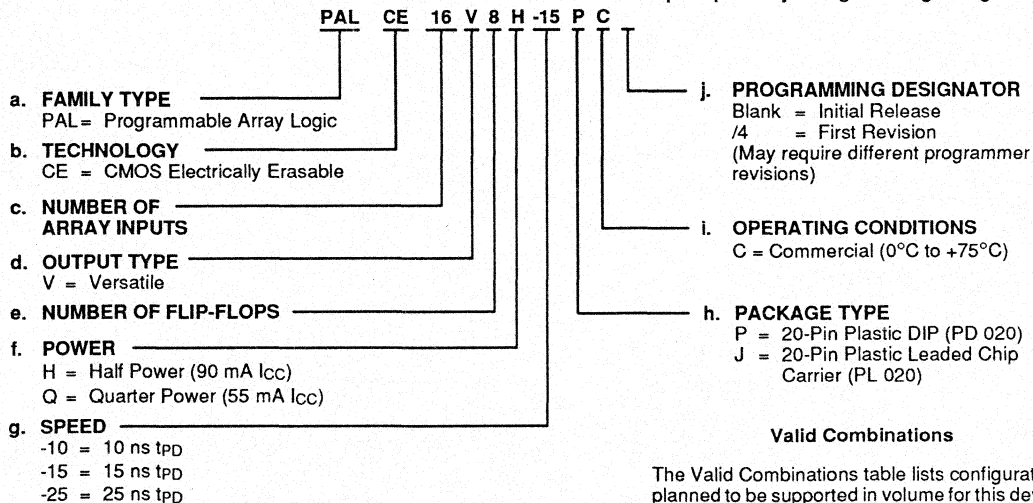 PAL CE 16 V 8 H -15 P C
a. FAMILY TYPE
PAL= Programmable Array Logic
b. TECHNOLOGY
CE = CMOS Electrically Erasable
c. NUMBER OF
ARRAY INPUTS
d. OUTPUT TYPE
V = Versatile
e. NUMBER OF FLIP-FLOPS
f. POWER
H = Half Power (90 mA ICC)
Q = Quarter Power (55 mA ICC)
g. SPEED
-10 = 10 ns tPD
-15 = 15 ns tPD
-25 = 25 ns tPD
j. PROGRAMMING DESIGNATOR
Blank = Initial Release
/4 = First Revision
(May require different programmer
revisions)
i. OPERATING CONDITIONS
C = Commercial (0°C to +75°C)
h. PACKAGE TYPE
P = 20-Pin Plastic DIP (PD 020)
J = 20-Pin Plastic Leaded Chip
Carrier (PL 020)
Valid Combinations
The Valid Combinations table lists configurat
planned to be supported in volume for this de